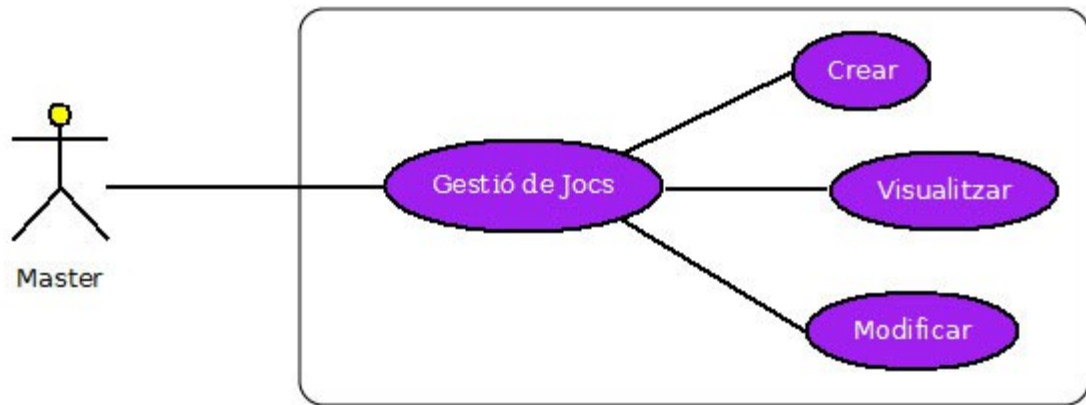 Crear
Gestió de Jocs
Visualitzar
Master
Modificar